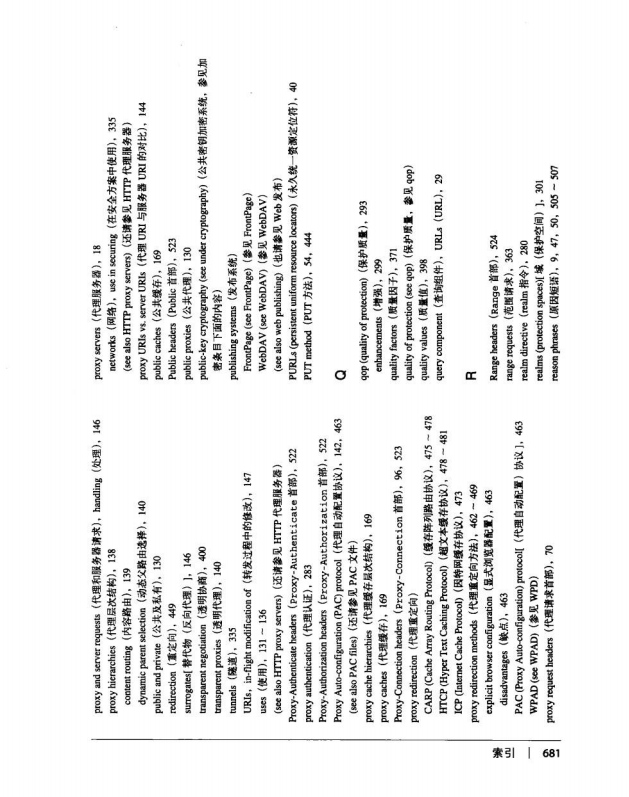 proxy and server requests（代理和服务器请求），handling（处理），146
proxy hierarchies（代理层次结构），138
content routing（内容路由），139
dynamic parent selection（动态父路由选择），140
public and private（公共及私有），130
redirection（重定向），449
surrogates[ 替代物（反向代理）]，146
transparent negotiation（透明协商），400
transparent proxies（透明代理），140
tunnels（隧道），335
URIs，in-flight modification of（转发过程中的修改），147
uses（使用），131～136
(see also HTTP proxy servers)（还请参见 HTTP 代理服务器）
Proxy-Authenticate headers（Proxy-Authenticate 首部），522
proxy authentication（代理认证），283
Proxy-Authorization headers（Proxy-Authorization 首部），522
Proxy Auto-configuration (PAC) protocol（代理自动配置协议），142，463
(see also PAC files)（还请参见 PAC 文件）
proxy cache hierarchies（代理缓存层次结构），169
proxy caches（代理缓存），169
Proxy-Connection headers（Proxy-Connection 首部），96，523
proxy redirection（代理重定向）
CARP (Cache Array Routing Protocol)（缓存阵列路由协议），475～478
HTCP (Hyper Text Caching Protocol)（超文本缓存协议），478～481
ICP (Internet Cache Protocol)（因特网缓存协议），473
proxy redirection methods（代理重定向方法），462～469
explicit browser configuration（显式浏览器配置），463
disadvantages（缺点），463
PAC (Proxy Auto-configuration) protocol[（代理自动配置）协议 ]，463
WPAD (see WPAD)（参见 WPD）
proxy request headers（代理请求首部），70
proxy servers（代理服务器），18
networks（网络），use in securing（在安全方案中使用），335
(see also HTTP proxy servers)（还请参见 HTTP 代理服务器）
proxy URIs vs. server URIs（代理 URI 与服务器 URI 的对比），144
public caches（公共缓存），169
Public headers（Public 首部），523
public proxies（公共代理），130
public-key cryptography (see under cryptography)（公共密钥加密系统，参见加
密条目下面的内容）
publishing systems（发布系统）
FrontPage (see FrontPage)（参见 FrontPage）
WebDAV (see WebDAV)（参见 WebDAV）
(see also web publishing)（也请参见 Web 发布）
PURLs (persistent uniform resource locators)（永久统一资源定位符），40
PUT method（PUT 方法），54，444
Q
qop (quality of protection)（保护质量），293
enhancements（增强），299
quality factors（质量因子），371
quality of protection (see qop)（保护质量，参见 qop）
quality values（质量值），398
query component（查询组件），URLs（URL），29
R
Range headers（Range 首部），524
range requests（范围请求），363
realm directive（realm 指令），280
realms (protection spaces)[ 域（保护空间）]，301
reason phrases（原因短语），9，47，50，505～507
索引 | 681